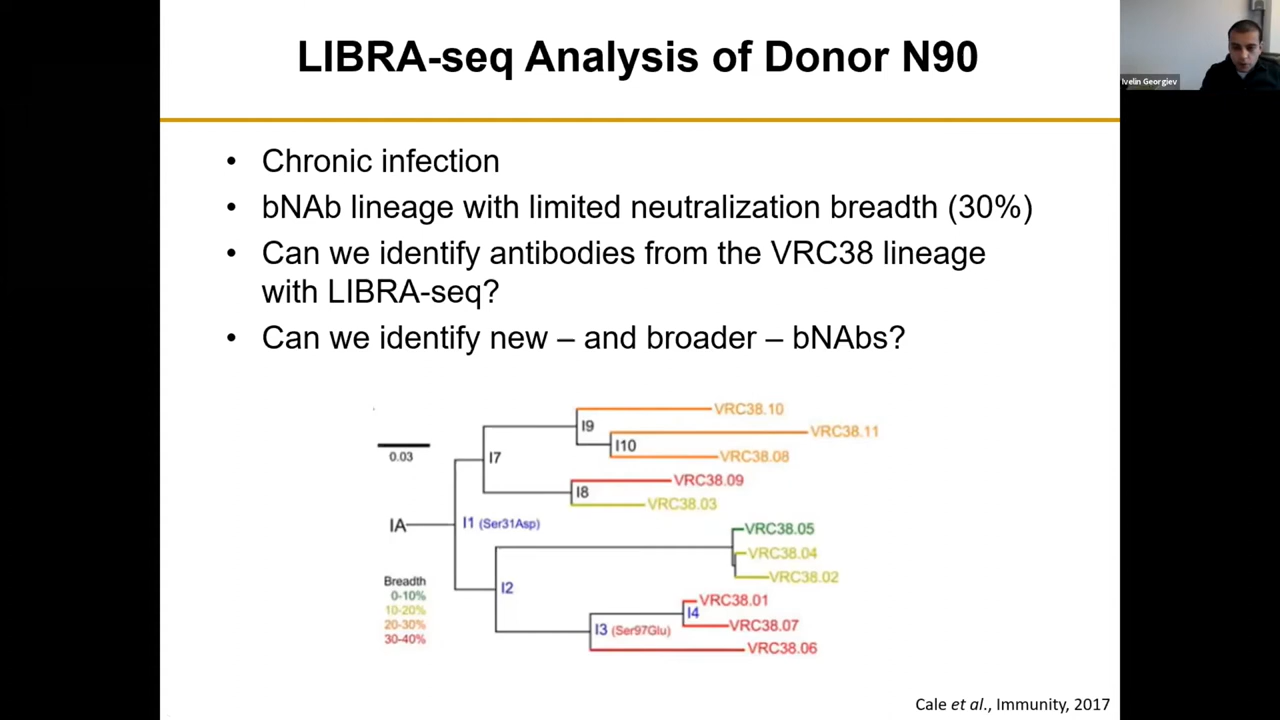 LIBRA-seq Analysis of Donor N90
Ivelin Georgiev
• Chronic infection
• bNAb lineage with limited neutralization breadth (30%)
• Can we identify antibodies from the VRC38 lineage
with LIBRA-seq?
• Can we identify new – and broader – bNAbs?
VRC38.10
I9
VRC38.11
I10
0.03
VRC38.08
I7
VRC38.09
I8
VRC38.03
IA
I1 (Ser31Asp)
VRC38.05
VRC38.04
VRC38.02
Breadth
0-10%
10-20%
20-30%
30-40%
I2
VRC38.01
I4
VRC38.07
I3 (Ser97Glu)
VRC38.06
Cale et al., Immunity, 2017